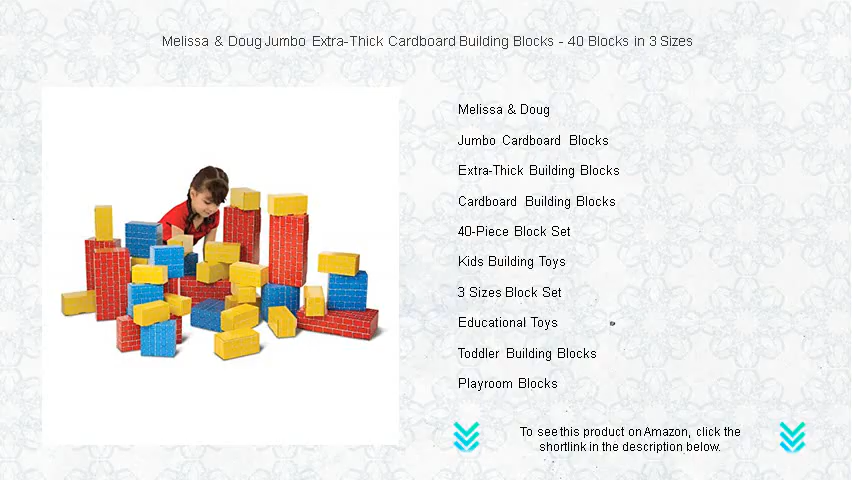 Melissa & Doug Jumbo Extra-Thick Cardboard Building Blocks - 40 Blocks in 3 Sizes
Melissa & Doug
Jumbo Cardboard Blocks
Extra-Thick Building Blocks
Cardboard Building Blocks
40-Piece Block Set
Kids Building Toys
3 Sizes Block Set
Educational Toys
Toddler Building Blocks
Playroom Blocks
To see this product on Amazon, click the
shortlink in the description below.